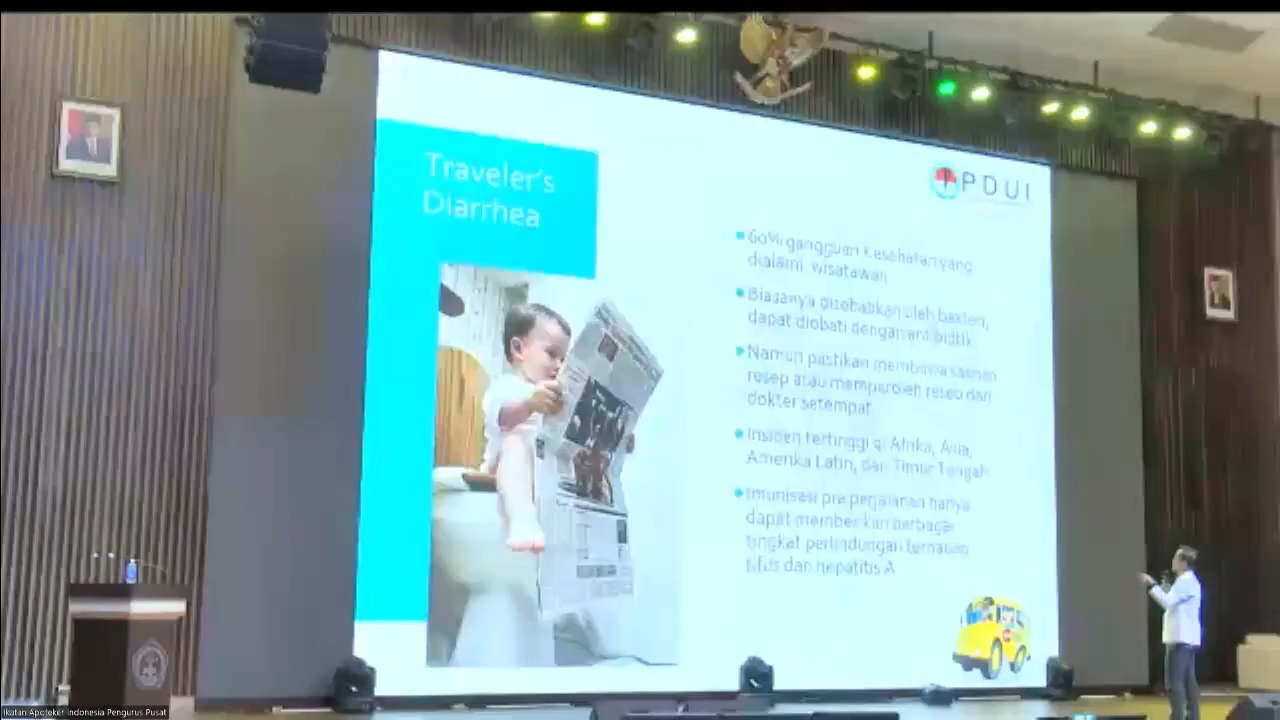 Traveler's
Diarrhea
PDUI
60% gangguan kesehatan yang
dialami wisatawan
Biasanya disebabkan oleh bakteri,
dapat diobati dengan antibiotik
Namun pastikan membawa salinan
resep atau memperoleh resep dari
dokter setempat
Insiden tertinggi di Afrika, Asia,
Amerika Latin, dan Timur Tengah
Imunisasi pra perjalanan hanya
dapat memberikan berbagai
tingkat perlindungan terhadap
tifus dan hepatitis A
Ikatan Apoteker Indonesia Pengurus Pusat